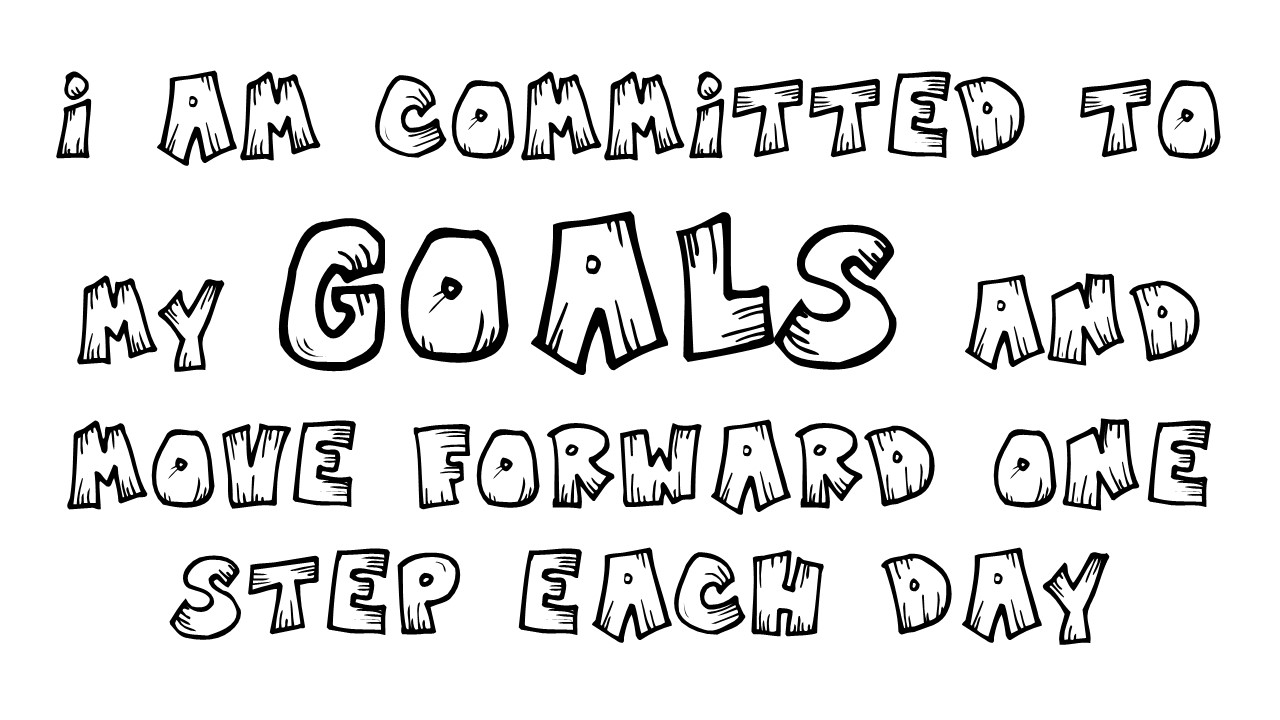 i AM COMMiTTED TO
MY GOALS AND
MOVE FORWARD ONE
STEP EACH DAY